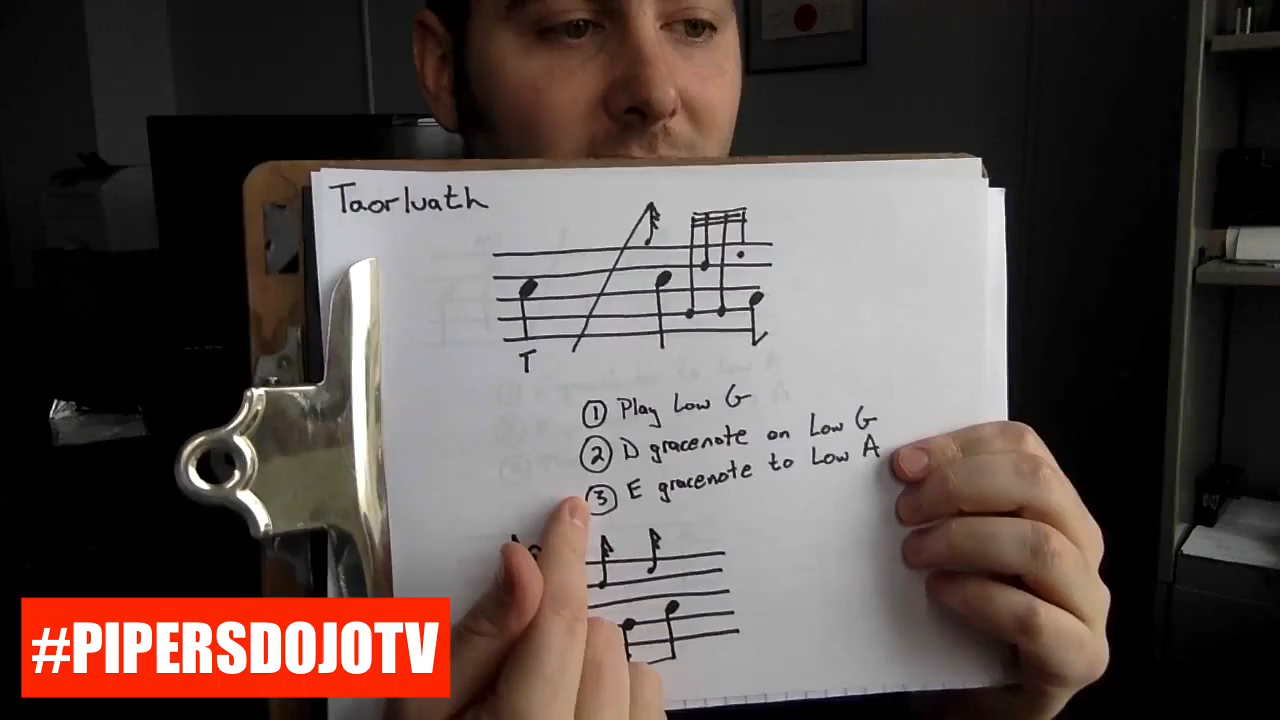 Taorluath
T
① Play Low G
② D gracenote on Low G
③ E gracenote to Low A
#PIPERSDOJOTV